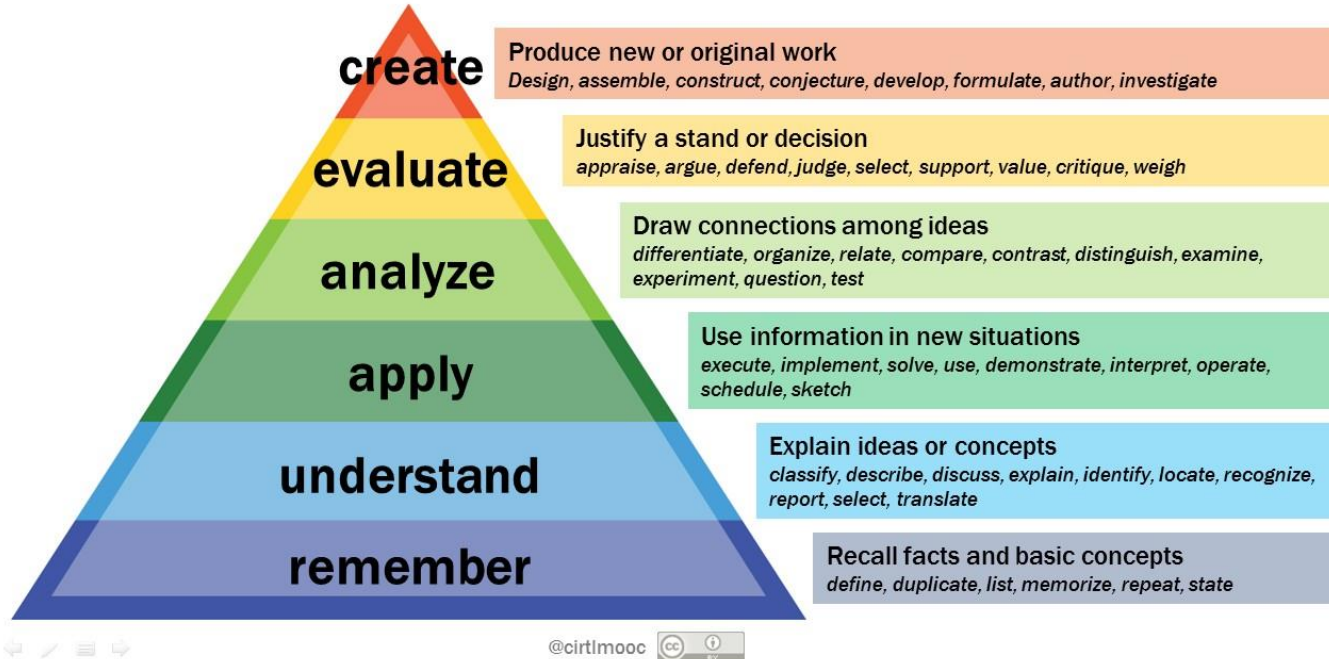 create
Produce new or original work
Design, assemble, construct, conjecture, develop, formulate, author, investigate
evaluate
Justify a stand or decision
appraise, argue, defend, judge, select, support, value, critique, weigh
analyze
Draw connections among ideas
differentiate, organize, relate, compare, contrast, distinguish, examine,
experiment, question, test
apply
Use information in new situations
execute, implement, solve, use, demonstrate, interpret, operate,
schedule, sketch
understand
Explain ideas or concepts
classify, describe, discuss, explain, identify, locate, recognize,
report, select, translate
remember
Recall facts and basic concepts
define, duplicate, list, memorize, repeat, state
@cirtlmooc
cc